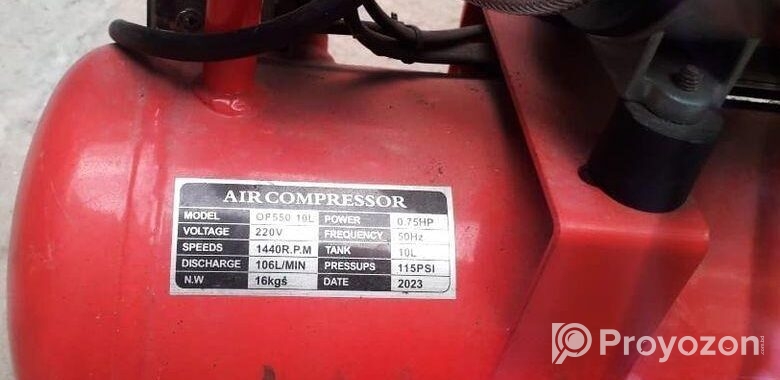 AIR COMPRESSOR
MODEL OF550 10L POWER 0.75HP
VOLTAGE 220V FREQUENCY 50Hz
SPEEDS 1440R.P.M TANK 10L
DISCHARGE 106L/MIN PRESSUPS 115PSI
N.W 16kgs DATE 2023
Proyozon